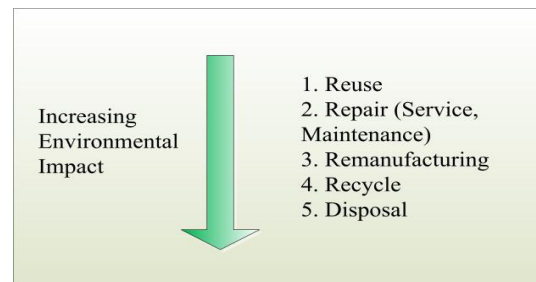 Increasing
Environmental
Impact
1. Reuse
2. Repair (Service,
Maintenance)
3. Remanufacturing
4. Recycle
5. Disposal